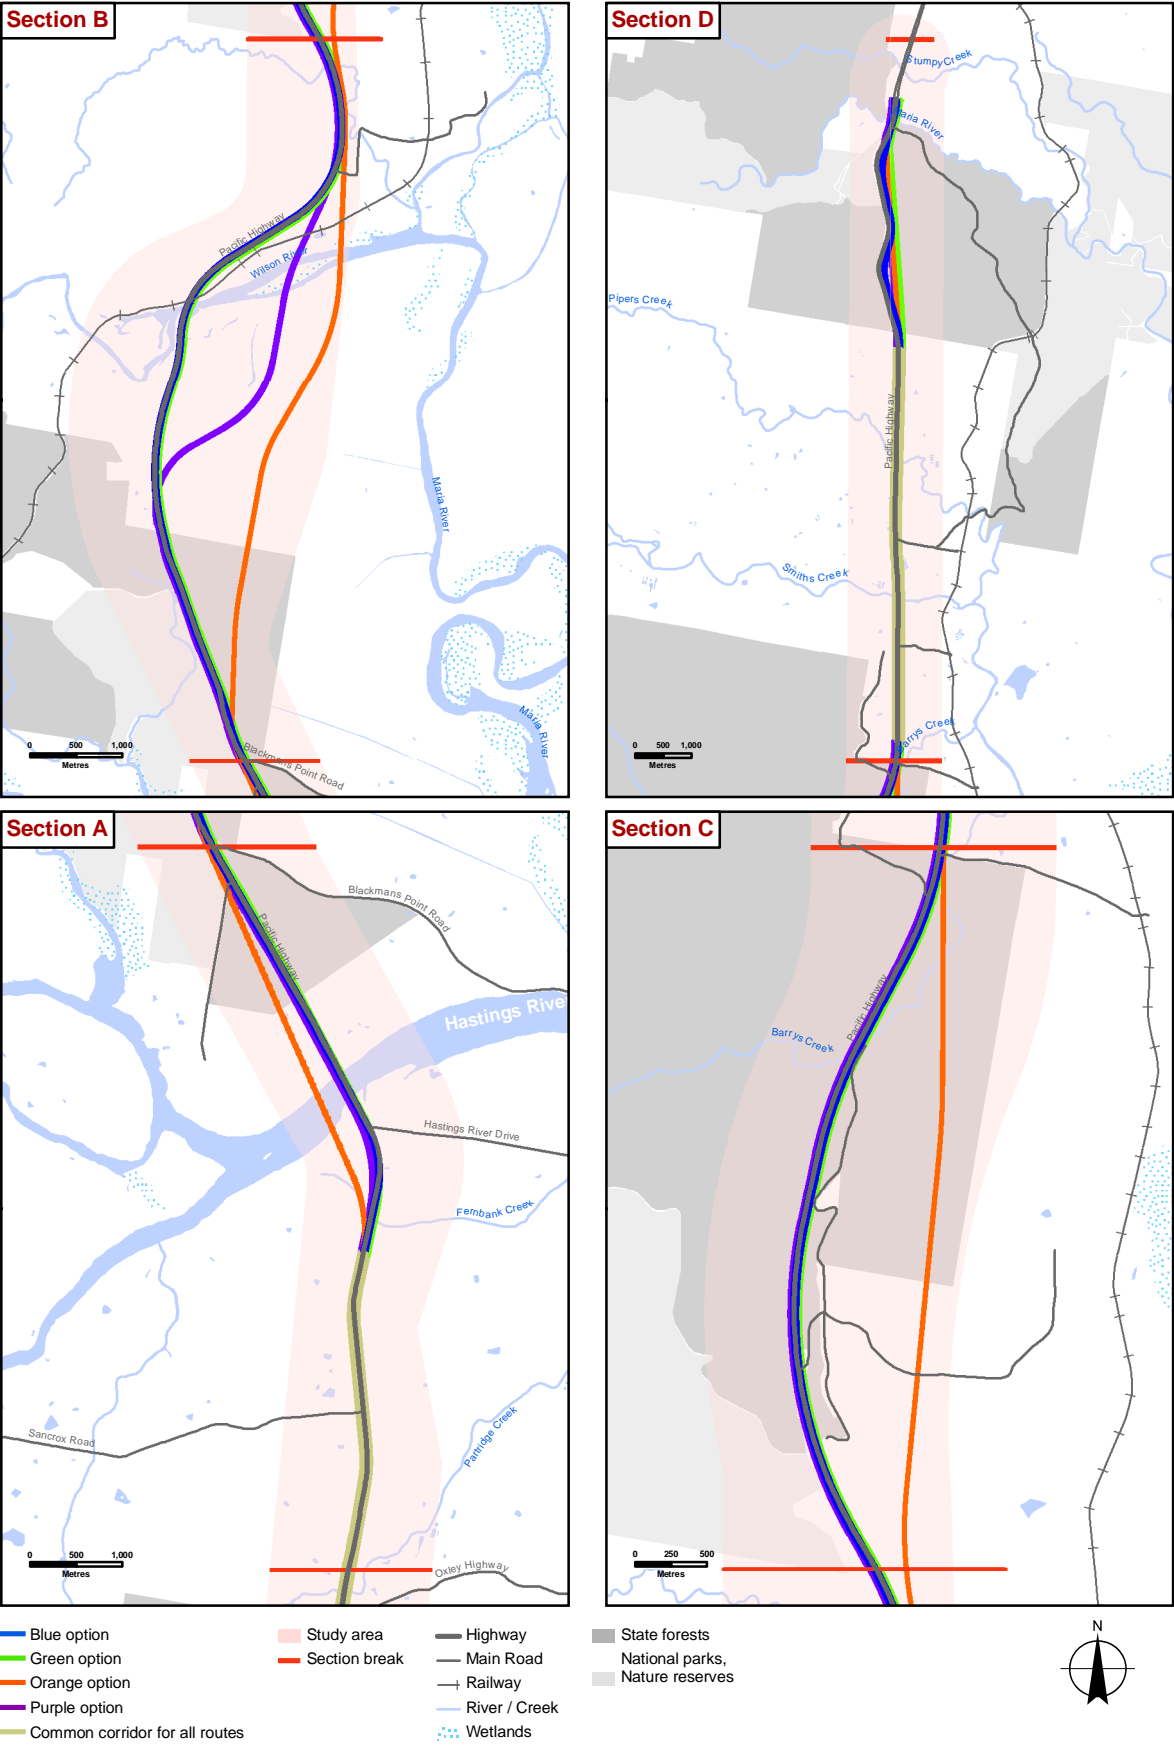 Section B
Pacific Highway
Wilson River
Maria River
Maria River
0 500 1,000
Metres
Blackmans Point Road
Section D
Stumpy Creek
Maria River
Pipers Creek
Pacific Highway
Smiths Creek
Barrys Creek
0 500 1,000
Metres
Section A
Blackmans Point Road
Pacific Highway
Hastings Rive
Hastings River Drive
Fernbank Creek
Sancrox Road
Partridge Creek
0 500 1,000
Metres
Oxley Highway
Section C
Pacific Highway
Barrys Creek
0 250 500
Metres
Blue option
Green option
Orange option
Purple option
Common corridor for all routes
Study area
Section break
Highway
Main Road
Railway
River / Creek
Wetlands
State forests
National parks,
Nature reserves
N